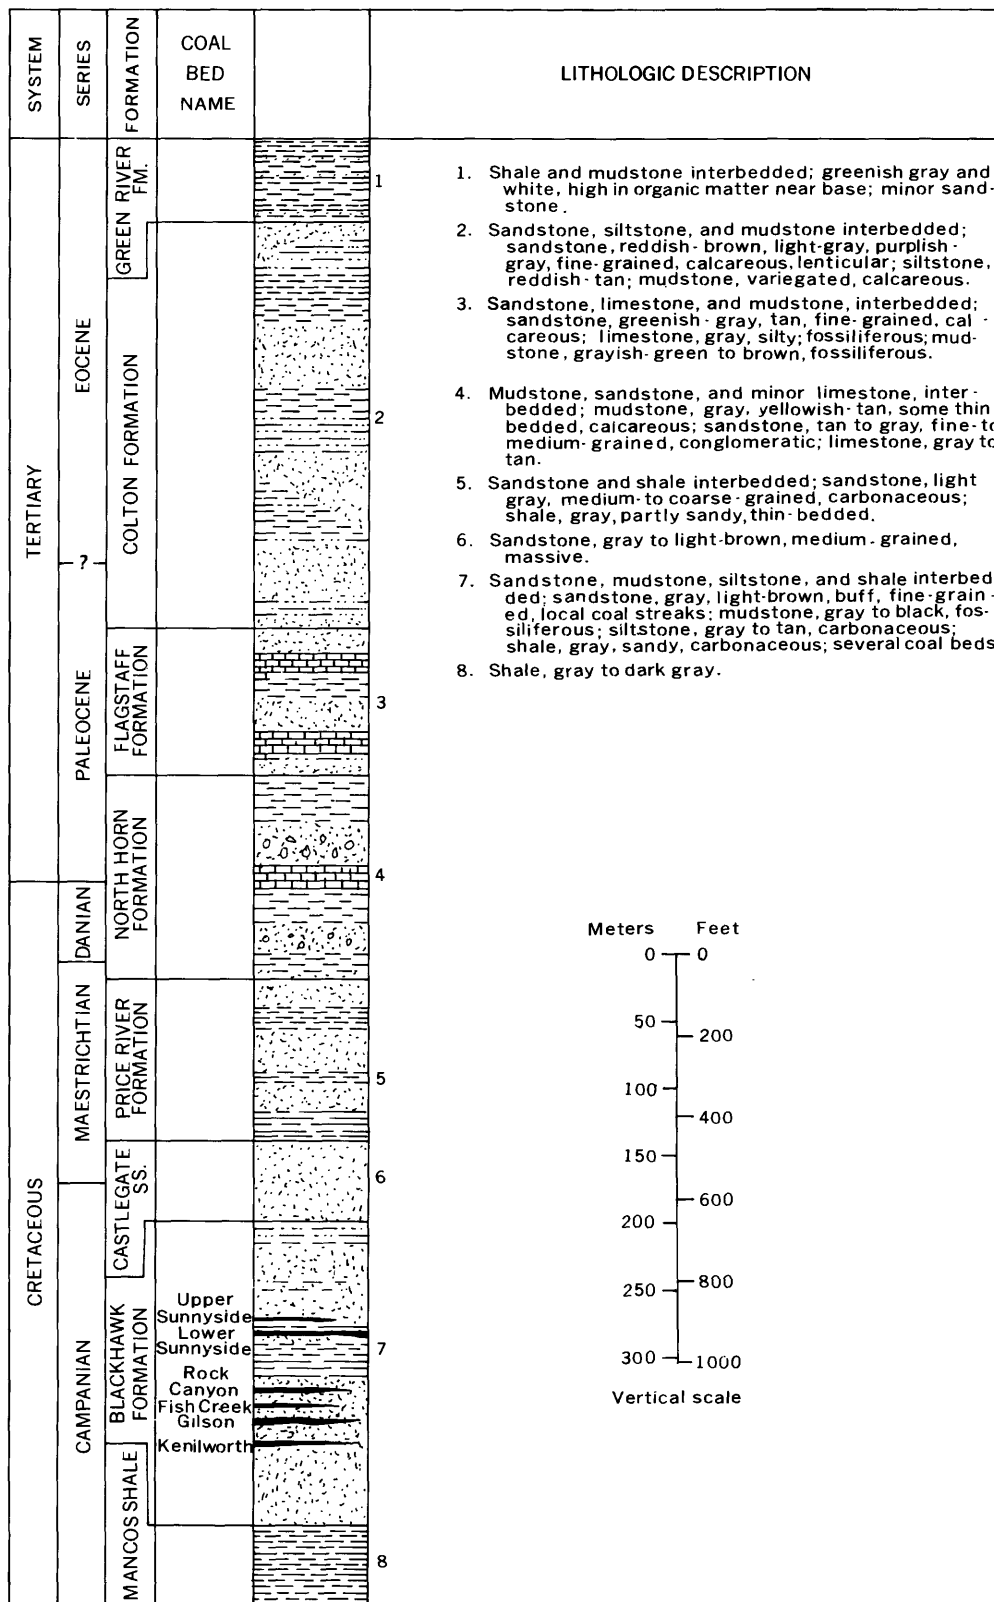 SYSTEM
SERIES
FORMATION
COAL
BED
NAME
LITHOLOGIC DESCRIPTION
TERTIARY
CRETACEOUS
EOCENE
- ? -
PALEOCENE
DANIAN
MAESTRICHTIAN
CAMPANIAN
GREEN RIVER
FM.
COLTON FORMATION
FLAGSTAFF
FORMATION
NORTH HORN
FORMATION
PRICE RIVER
FORMATION
CASTLEGATE
SS.
BLACKHAWK
FORMATION
MANCOS SHALE
Upper
Sunnyside
Lower
Sunnyside
Rock
Canyon
Fish Creek
Gilson
Kenilworth
1
2
3
4
5
6
7
8
1. Shale and mudstone interbedded; greenish gray and
white, high in organic matter near base; minor sand-
stone.
2. Sandstone, siltstone, and mudstone interbedded;
sandstone, reddish-brown, light-gray, purplish-
gray, fine-grained, calcareous, lenticular; siltstone,
reddish-tan; mudstone, variegated, calcareous.
3. Sandstone, limestone, and mudstone, interbedded;
sandstone, greenish-gray, tan, fine-grained, cal-
careous; limestone, gray, silty; fossiliferous; mud-
stone, grayish-green to brown, fossiliferous.
4. Mudstone, sandstone, and minor limestone, inter-
bedded; mudstone, gray, yellowish-tan, some thin
bedded, calcareous; sandstone, tan to gray, fine-to
medium-grained, conglomeratic; limestone, gray to
tan.
5. Sandstone and shale interbedded; sandstone, light
gray, medium-to coarse-grained, carbonaceous;
shale, gray, partly sandy, thin-bedded.
6. Sandstone, gray to light-brown, medium-grained,
massive.
7. Sandstone, mudstone, siltstone, and shale interbed
ded; sandstone, gray, light-brown, buff, fine-grain-
ed, local coal streaks; mudstone, gray to black, fos-
siliferous; siltstone, gray to tan, carbonaceous;
shale, gray, sandy, carbonaceous; several coal beds
8. Shale, gray to dark gray.
Meters Feet
0 0
50
200
100
400
150
600
200
800
250
300 1000
Vertical scale